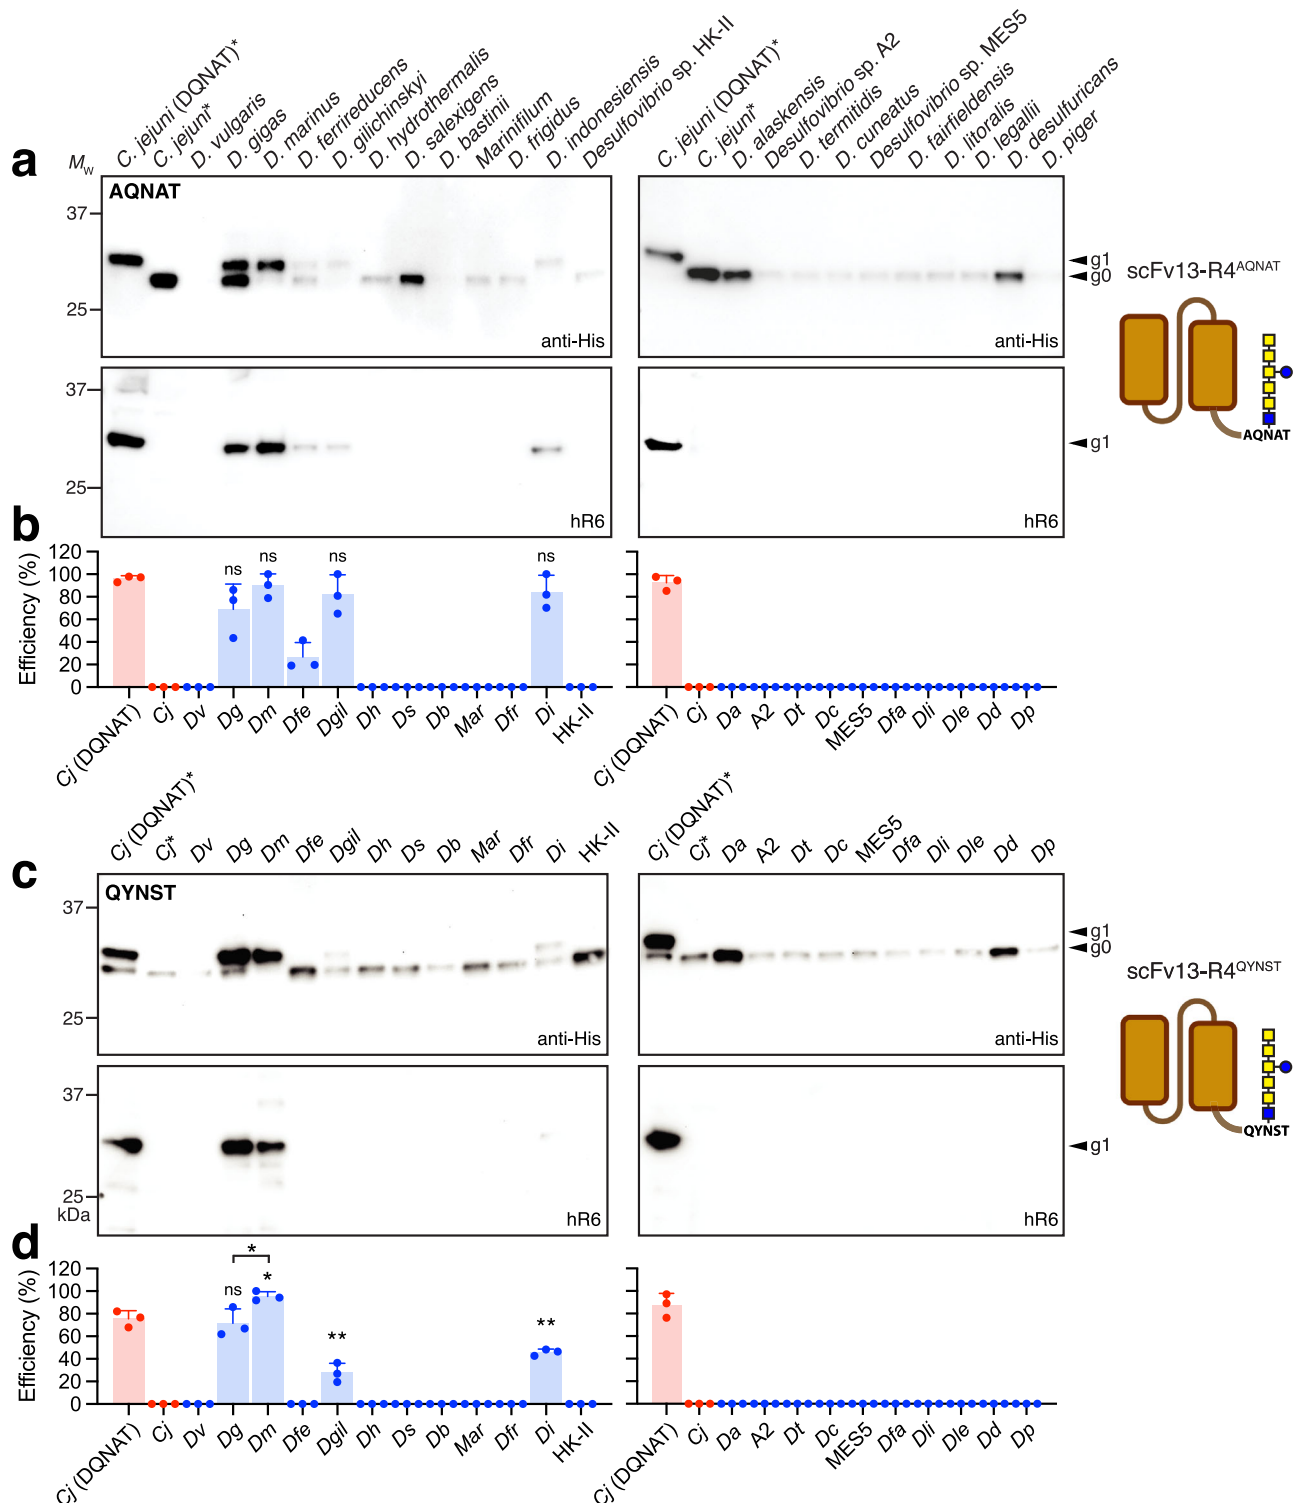 a
C. jejuni (DQNAT)*
C. jejuni*
D. vulgaris
D. gigas
D. marinus
D. ferrireducens
D. gilichinskyi
D. hydrothermalis
D. salexigens
D. bastinii
Marinifilum
D. frigidus
D. indonesiensis
Desulfovibrio sp. HK-II
C. jejuni (DQNAT)*
C. jejuni*
D. alaskensis
Desulfovibrio sp. A2
D. termitidis
D. cuneatus
Desulfovibrio sp. MES5
D. fairfieldensis
D. litoralis
D. legallii
D. desulfuricans
D. piger
Mw
AQNAT
37
25
anti-His
anti-His
g1
g0
scFv13-R4AQNAT
AQNAT
37
25
hR6
hR6
g1
b
Efficiency (%)
120
100
80
60
40
20
0
ns
ns
ns
ns
Cj (DQNAT)
Cj
Dv
Dg
Dm
Dfe
Dgil
Dh
Ds
Db
Mar
Dfr
Di
HK-II
Cj (DQNAT)
Cj
Da
A2
Dt
Dc
MES5
Dfa
Dli
Dle
Dd
Dp
c
Cj (DQNAT)*
Cj*
Dv
Dg
Dm
Dfe
Dgil
Dh
Ds
Db
Mar
Dfr
Di
HK-II
Cj (DQNAT)*
Cj*
Da
A2
Dt
Dc
MES5
Dfa
Dli
Dle
Dd
Dp
QYNST
37
25
anti-His
anti-His
g1
g0
scFv13-R4QYNST
QYNST
37
25
kDa
hR6
hR6
g1
d
Efficiency (%)
120
100
80
60
40
20
0
ns
*
*
**
**
Cj (DQNAT)
Cj
Dv
Dg
Dm
Dfe
Dgil
Dh
Ds
Db
Mar
Dfr
Di
HK-II
Cj (DQNAT)
Cj
Da
A2
Dt
Dc
MES5
Dfa
Dli
Dle
Dd
Dp